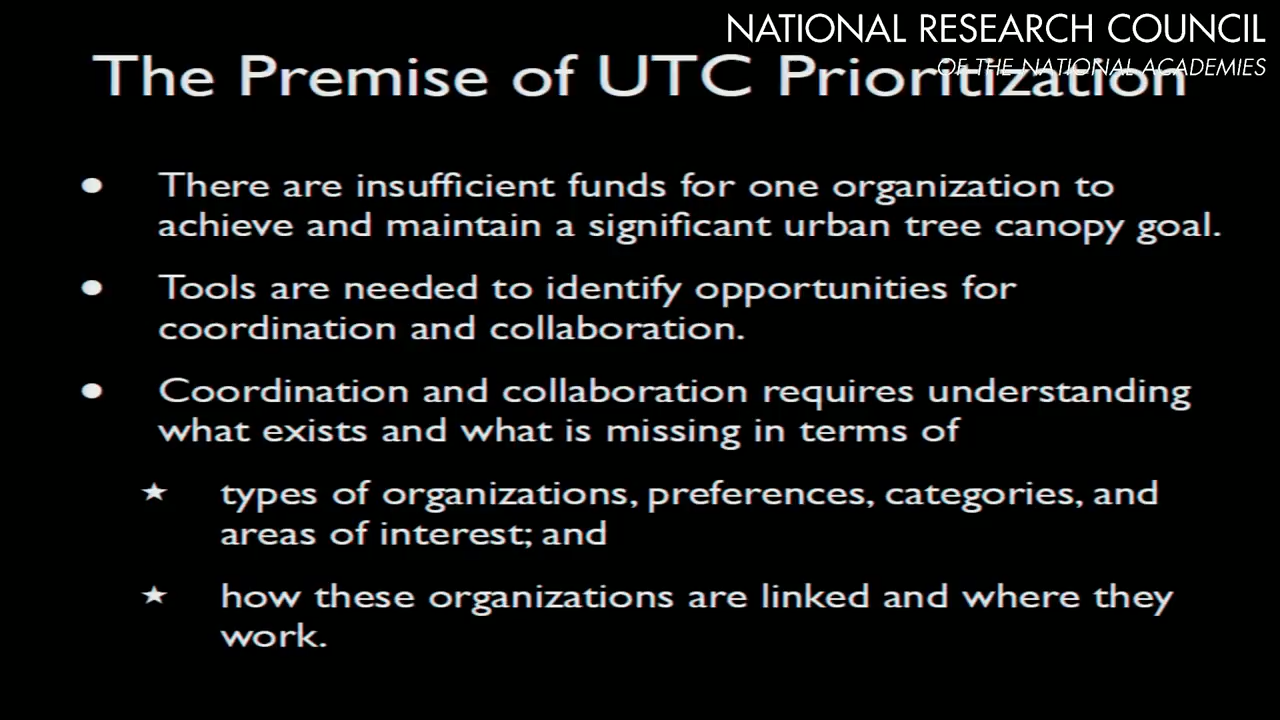 NATIONAL RESEARCH COUNCIL
OF THE NATIONAL ACADEMIES
The Premise of UTC Prioritization
• There are insufficient funds for one organization to
achieve and maintain a significant urban tree canopy goal.
• Tools are needed to identify opportunities for
coordination and collaboration.
• Coordination and collaboration requires understanding
what exists and what is missing in terms of
★ types of organizations, preferences, categories, and
areas of interest; and
★ how these organizations are linked and where they
work.